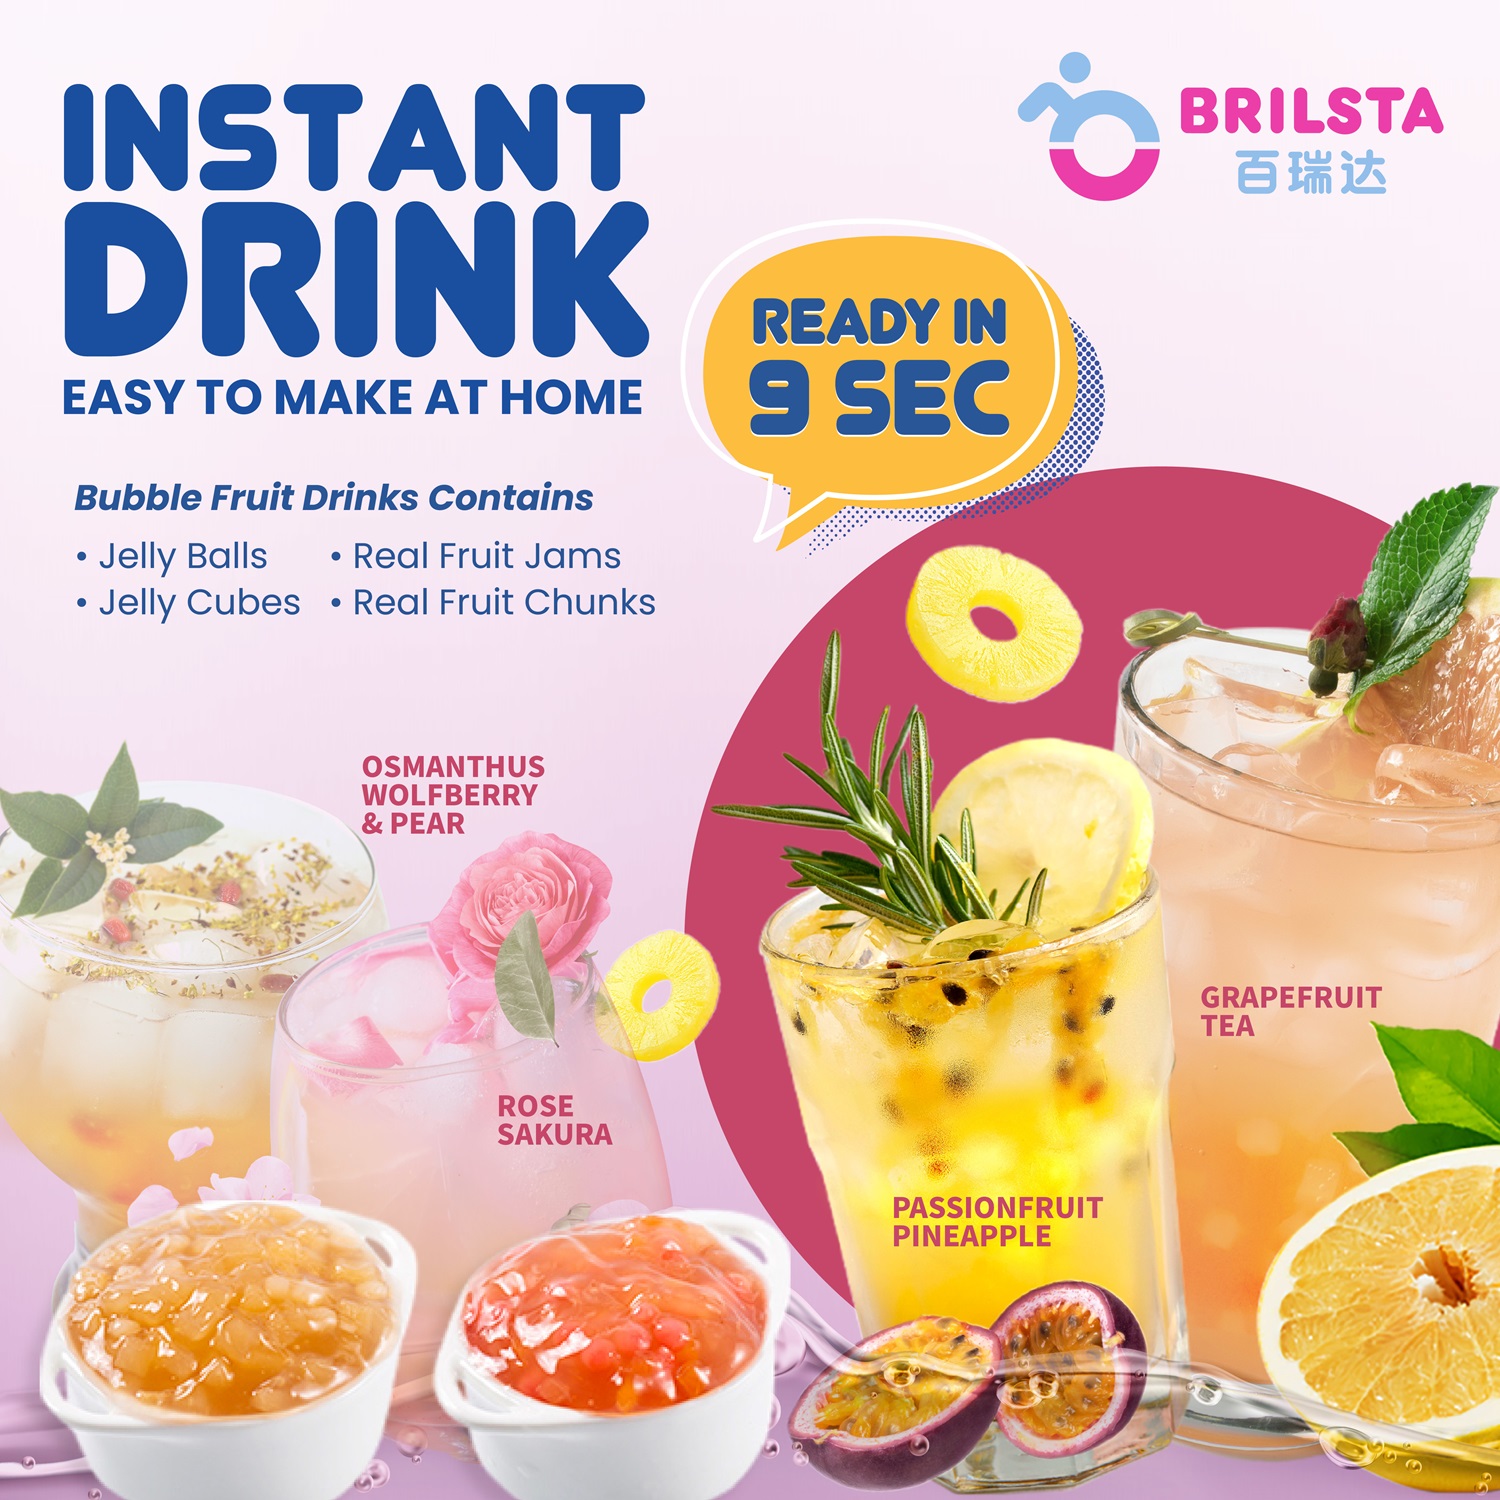 INSTANT
DRINK
EASY TO MAKE AT HOME
BRILSTA
百瑞达
READY IN
9 SEC
Bubble Fruit Drinks Contains
• Jelly Balls
• Jelly Cubes
• Real Fruit Jams
• Real Fruit Chunks
OSMANTHUS
WOLFBERRY
& PEAR
ROSE
SAKURA
PASSIONFRUIT
PINEAPPLE
GRAPEFRUIT
TEA